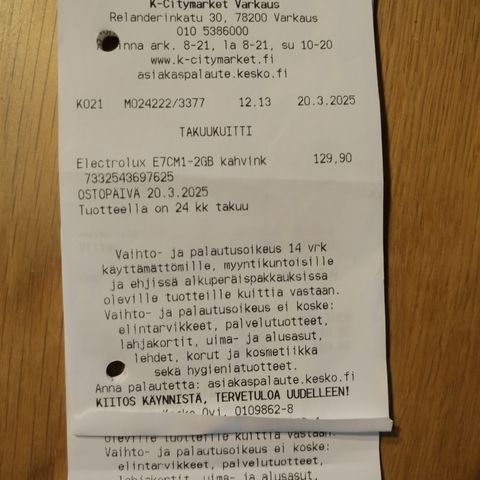 K-Citymarket Varkaus
Relanderinkatu 30, 78200 Varkaus
010 5386000
ark. 8-21, la 8-21, su 10-20
www.k-citymarket.fi
asiakaspalaute.kesko.fi
K021 M024222/3377 12.13 20.3.2025
TAKUUKUITTI
Electrolux E7CM1-2GB kahvink 129,90
7332543697625
OSTOPÄIVÄ 20.3.2025
Tuotteella on 24 kk takuu
Vaihto- ja palautusoikeus 14 vrk
käyttämättömille, myyntikuntoisille
ja ehjissä alkuperäispakkauksissa
oleville tuotteille kuittia vastaan.
Vaihto- ja palautusoikeus ei koske:
elintarvikkeet, palvelutuotteet,
lahjakortit, uima- ja alusasut,
lehdet, korut ja kosmetiikka
sekä hygieniatuotteet.
Anna palautetta: asiakaspalaute.kesko.fi
KIITOS KÄYNNISTÄ, TERVETULOA UUDELLEEN!
Kesko Oyj, 0109862-8
oleville tuotteille kuittia vastaan.
Vaihto- ja palautusoikeus ei koske:
elintarvikkeet, palvelutuotteet,
lahjakortit, uima- ja alusasut,